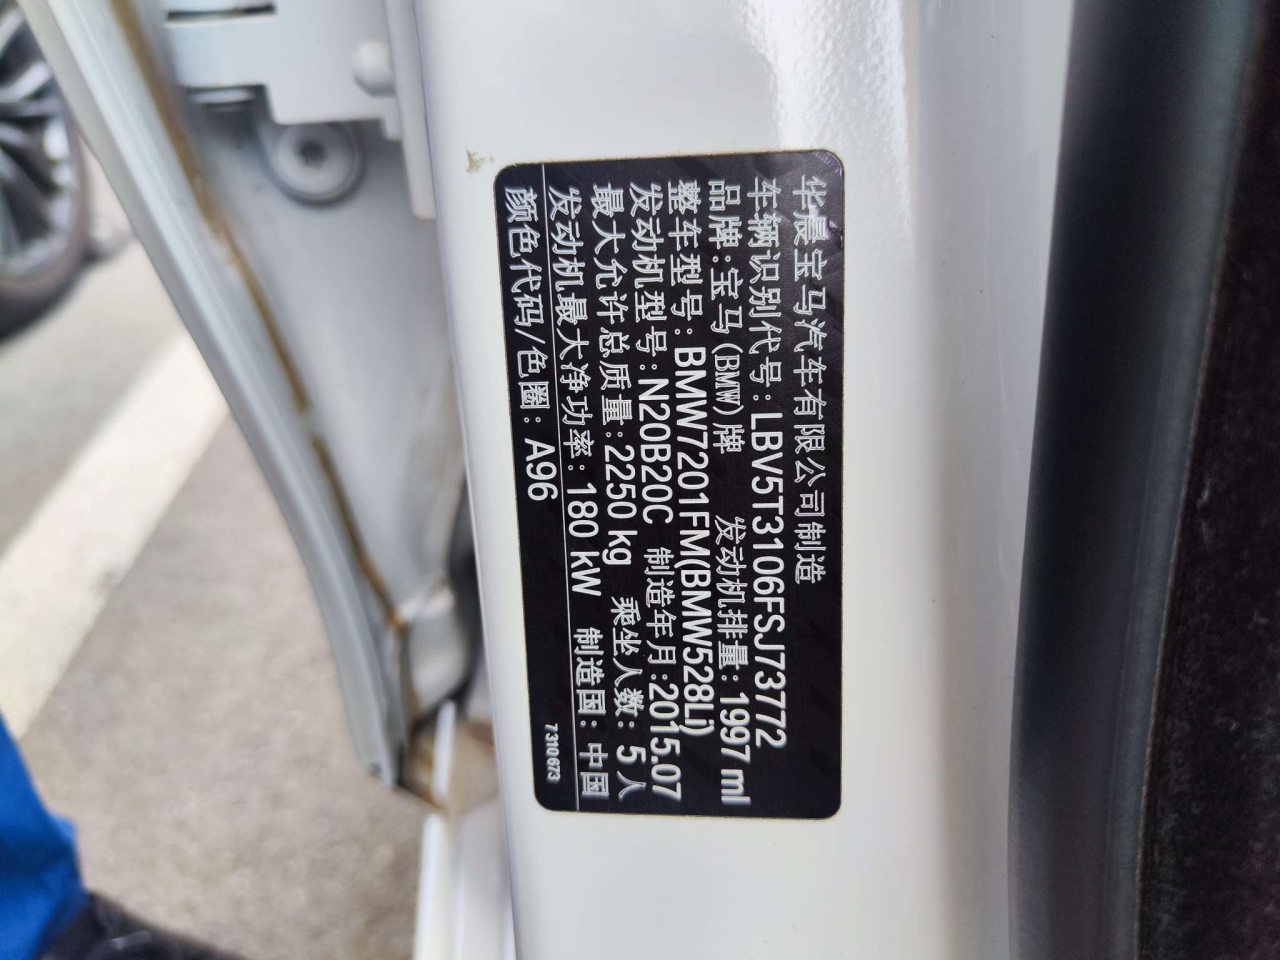 华晨宝马汽车有限公司制造
车辆识别代号:LBV5T3106FSJ73772
品牌:宝马(BMW)牌 发动机排量:1997 ml
整车型号:BMW7201FM(BMW528Li)
发动机型号:N20B20C 制造年月:2015.07
最大允许总质量:2250 kg 乘坐人数:5人
发动机最大净功率:180 kW 制造国:中国
颜色代码/色圈:A96 7310673